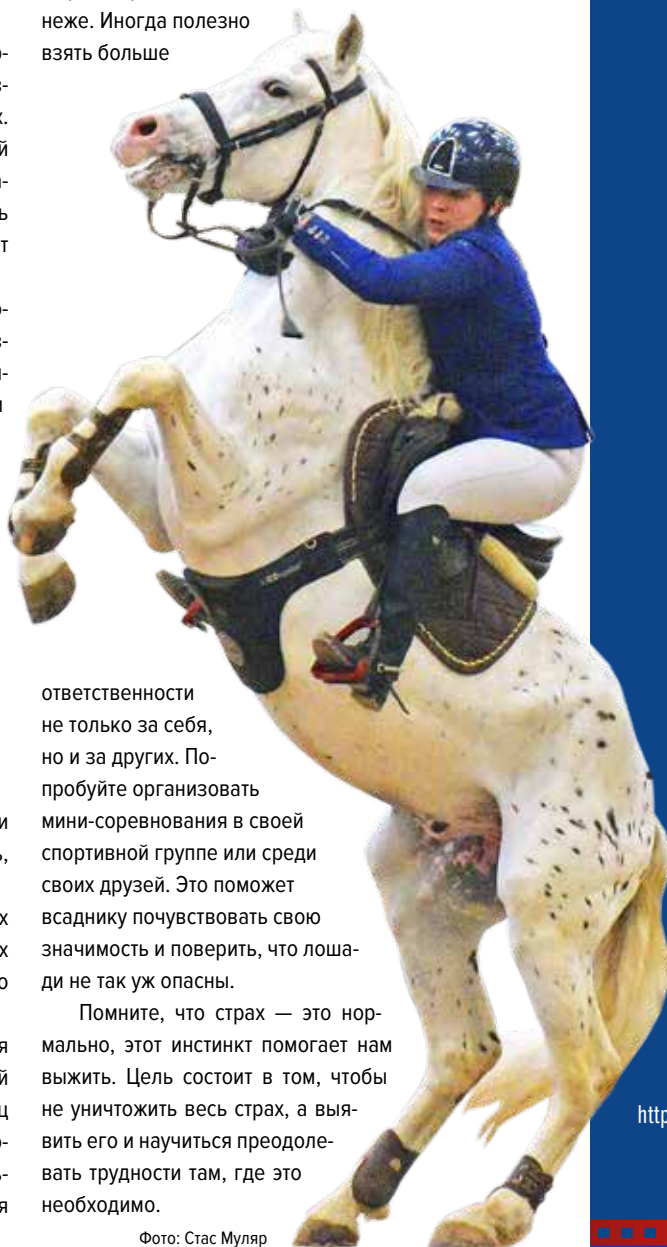 неже. Иногда полезно
взять больше
о-
з-
х.
й
а-
ь
т
о-
з-
и-
и
ответственности
не только за себя,
но и за других. По-
пробуйте организовать
мини-соревнования в своей
спортивной группе или среди
своих друзей. Это поможет
всаднику почувствовать свою
значимость и поверить, что лоша-
ди не так уж опасны.
Помните, что страх — это нор-
мально, этот инстинкт помогает нам
выжить. Цель состоит в том, чтобы
не уничтожить весь страх, а выя-
вить его и научиться преодоле-
вать трудности там, где это
необходимо.
Фото: Стас Муляр
и
ь,
х
х
о
я
й
ц
о-
ь-
я
http